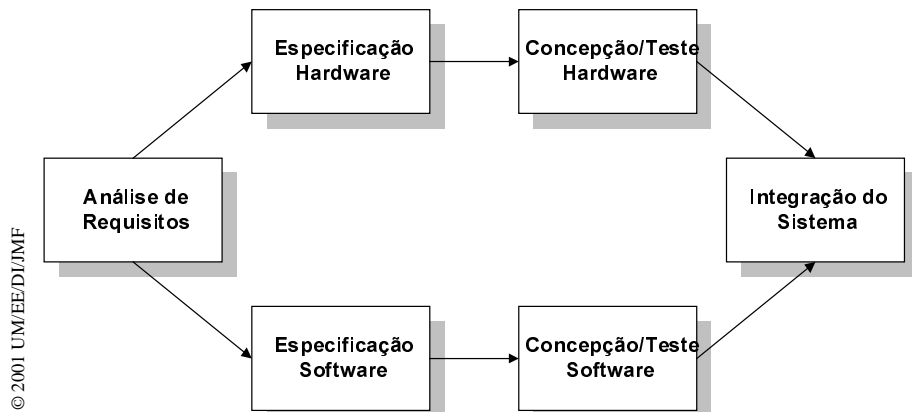 Especificação
Hardware
Concepção/Teste
Hardware
Análise de
Requisitos
Integração do
Sistema
Especificação
Software
Concepção/Teste
Software
© 2001 UM/EE/DI/JMF